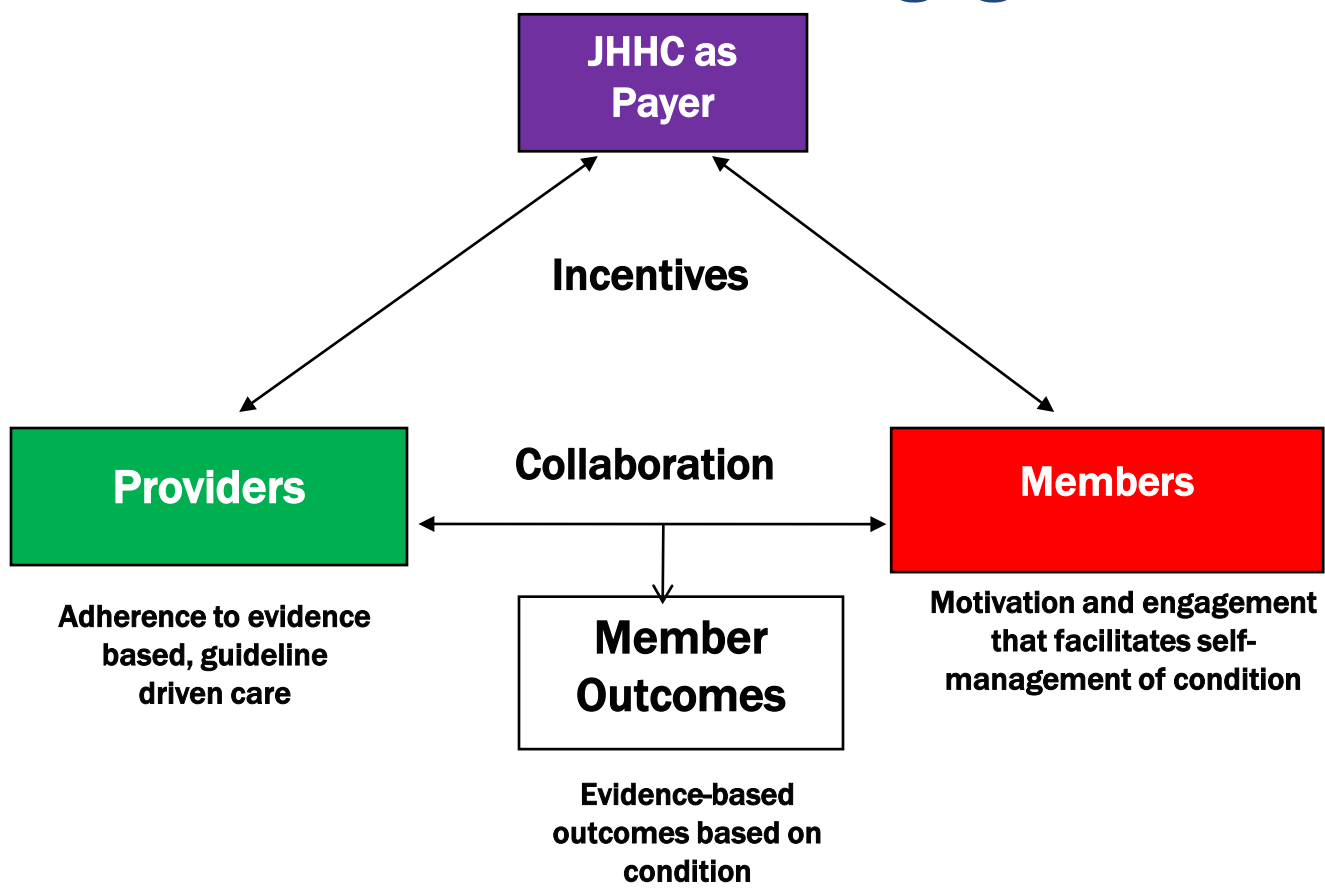 JHHC as
Payer
Incentives
Collaboration
Providers
Members
Adherence to evidence
based, guideline
driven care
Member
Outcomes
Motivation and engagement
that facilitates self-
management of condition
Evidence-based
outcomes based on
condition